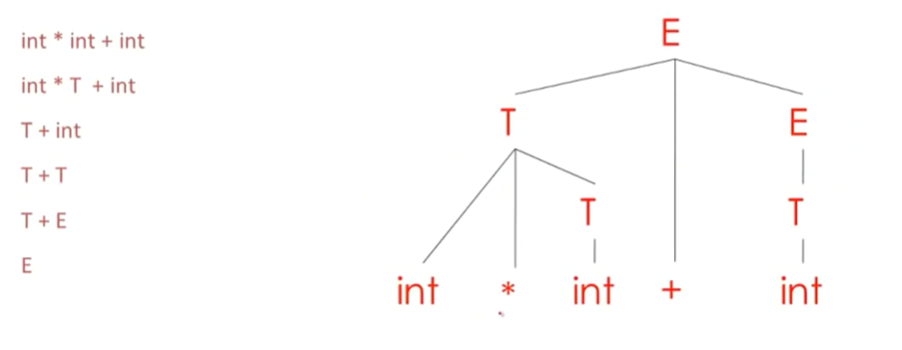 int * int + int
int * T + int
T + int
T + T
T + E
E
E
T E
T T
int * int + int